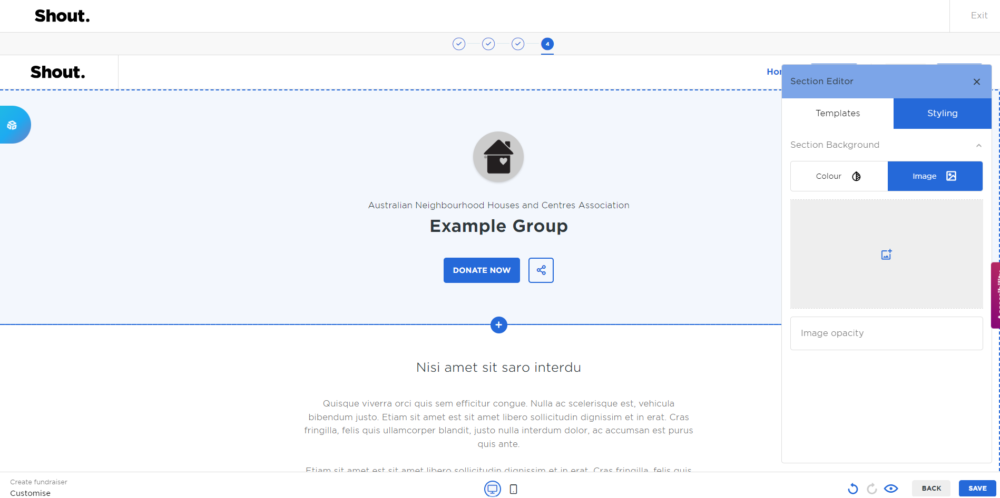 Shout.
Exit
4
Shout.
Section Editor
Templates
Styling
Section Background
Colour
Image
Australian Neighbourhood Houses and Centres Association
Example Group
DONATE NOW
Image opacity
Nisi amet sit saro interdu
Quisque viverra orci quis sem efficitur congue. Nulla ac scelerisque est, vehicula
bibendum justo. Etiam sit amet est sit amet libero sollicitudin dignissim et in erat. Cras
fringilla, felis quis ullamcorper blandit, justo nulla interdum dolor, ac accumsan est purus
quis ante.
Etiam sit amet est sit amet libero sollicitudin dignissim et in erat. Cras fringilla, felis quis
Create fundraiser
Customise
BACK
SAVE